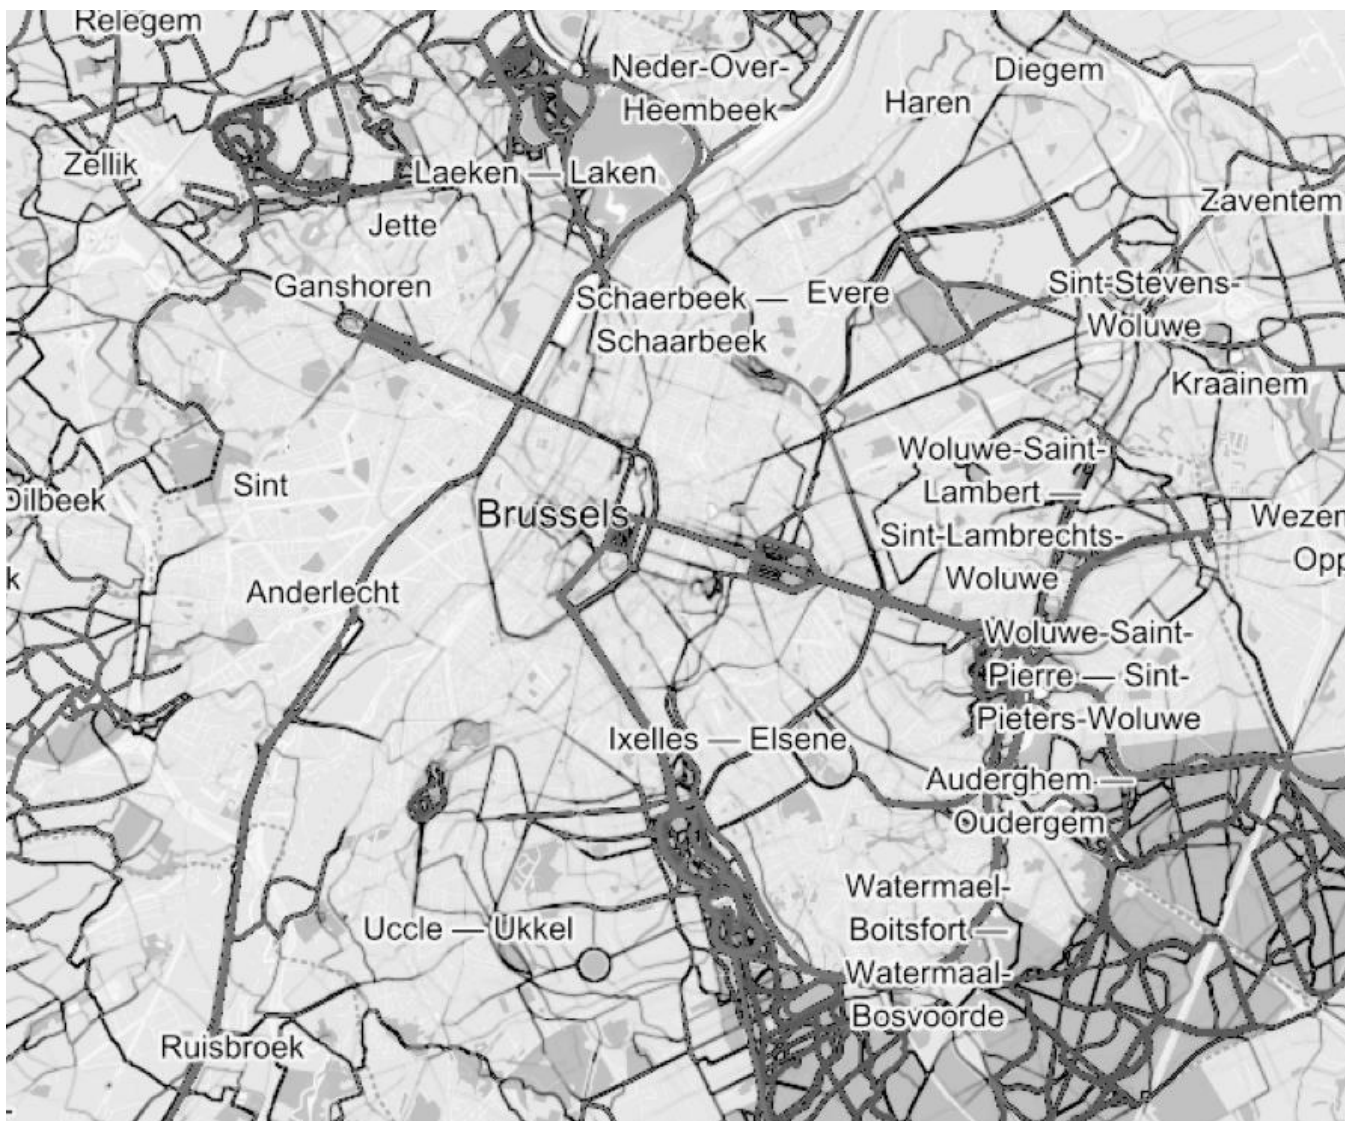 Relegem
Neder-Over-
Heembeek
Diegem
Haren
Zellik
Laeken — Laken
Zaventem
Jette
Ganshoren
Schaerbeek —
Schaarbeek
Evere
Sint-Stevens-
Woluwe
Kraainem
Woluwe-Saint-
Lambert —
Sint-Lambrechts-
Woluwe
Dilbeek
Sint
Brussels
Wezem
Opp
k
Anderlecht
Woluwe-Saint-
Pierre — Sint-
Pieters-Woluwe
Ixelles — Elsene
Auderghem —
Oudergem
Watermael-
Boitsfort —
Watermaal-
Bosvoorde
Uccle — Ukkel
Ruisbroek